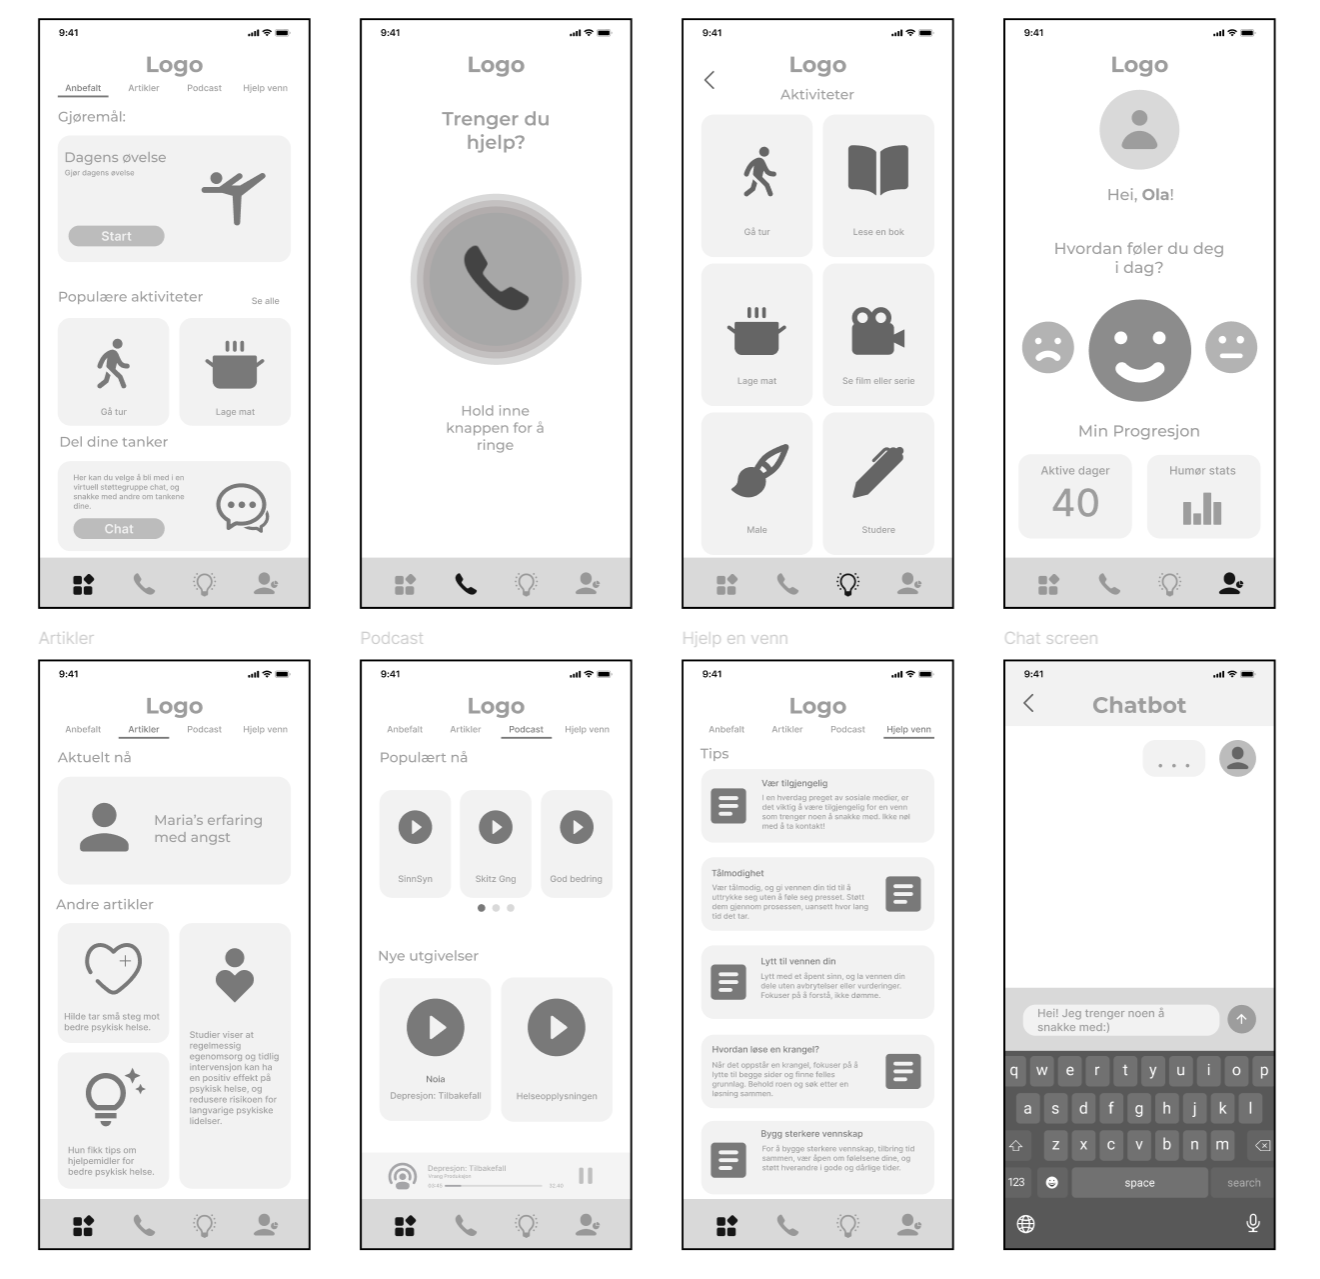 9:41
Logo
Anbefalt Artikler Podcast Hjelp venn
Gjøremål:
Dagens øvelse
Gjør dagens øvelse
Start
Populære aktiviteter Se alle
Gå tur Lage mat
Del dine tanker
Her kan du velge å bli med i en
virtuell støttegruppe chat, og
snakke med andre om tankene
dine.
Chat
9:41
Logo
Trenger du
hjelp?
Hold inne
knappen for å
ringe
9:41
Logo
Aktiviteter
Gå tur Lese en bok
Lage mat Se film eller serie
Male Studere
9:41
Logo
Hei, Ola!
Hvordan føler du deg
i dag?
Min Progresjon
Aktive dager Humør stats
40
Artikler
9:41
Logo
Anbefalt Artikler Podcast Hjelp venn
Aktuelt nå
Maria's erfaring
med angst
Andre artikler
Hilde tar små steg mot
bedre psykisk helse.
Studier viser at
regelmessig
egenomsorg og tidlig
intervensjon kan ha
en positiv effekt på
psykisk helse, og
redusere risikoen for
langvarige psykiske
lidelser.
Hun fikk tips om
hjelpemidler for
bedre psykisk helse.
Podcast
9:41
Logo
Anbefalt Artikler Podcast Hjelp venn
Populært nå
SinnSyn Skitz Gng God bedring
Nye utgivelser
Noia
Depresjon: Tilbakefall Helseopplysningen
Depresjon: Tilbakefall
Hjelp en venn
9:41
Logo
Anbefalt Artikler Podcast Hjelp venn
Tips
Vær tilgjengelig
I en hverdag preget av sosiale medier, er
det viktig å være tilgjengelig for en venn
som trenger noen å snakke med. Ikke nøl
med å ta kontakt!
Tålmodighet
Vær tålmodig, og gi vennen din tid til å
uttrykke seg uten å føle seg presset. Støtt
dem gjennom prosessen, uansett hvor lang
tid det tar.
Lytt til vennen din
Lytt med et åpent sinn, og la vennen din
dele uten avbrytelser eller vurderinger.
Fokuser på å forstå, ikke dømme.
Hvordan løse en krangel?
Når det oppstår en krangel, fokuser på å
lytte til begge sider og finne felles
grunnlag. Behold roen og søk etter en
løsning sammen.
Bygg sterkere vennskap
For å bygge sterkere vennskap, tilbring tid
sammen, vær åpen om følelsene dine, og
støtt hverandre i gode og dårlige tider.
Chat screen
9:41
Chatbot
...
Hei! Jeg trenger noen å
snakke med:)
q w e r t y u i o p
a s d f g h j k l
z x c v b n m
123 space search